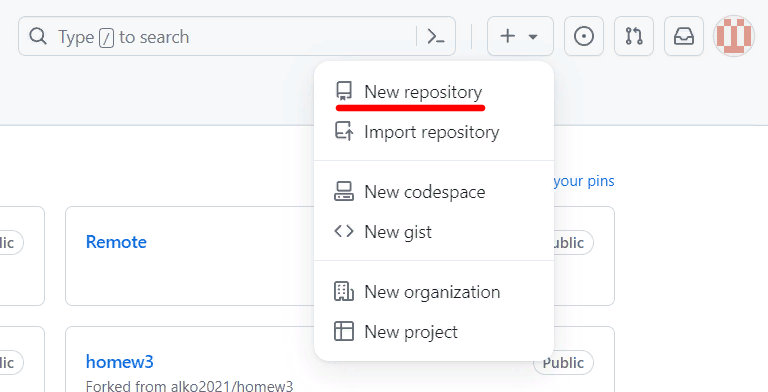 Type / to search
New repository
Import repository
New codespace
New gist
New organization
New project
your pins
lic
Remote
ublic
lic
homew3
Public
Forked from alko2021/homew3